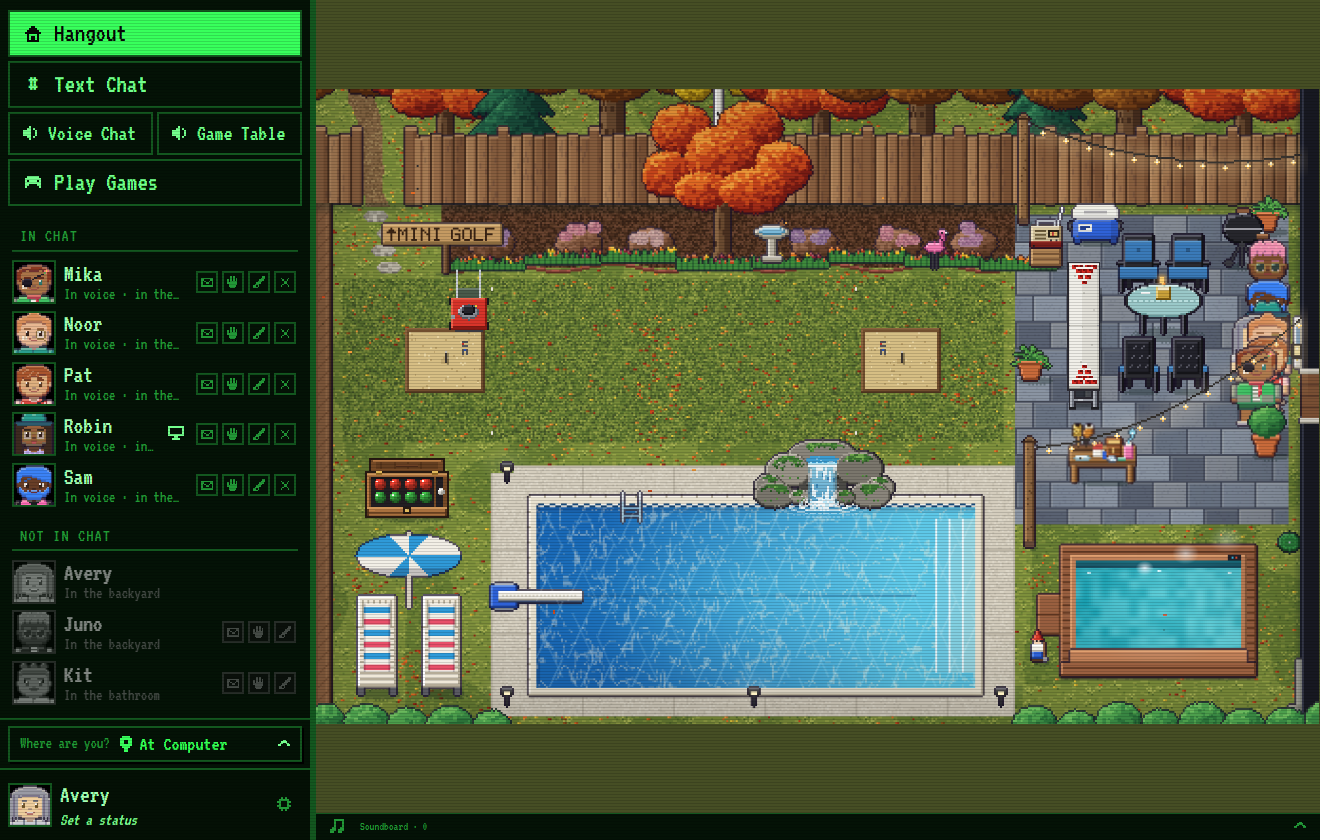 Hangout
# Text Chat
Voice Chat
Game Table
Play Games
IN CHAT
Mika
In voice · in the…
Noor
In voice · in the…
Pat
In voice · in the…
Robin
In voice · in…
Sam
In voice · in the…
NOT IN CHAT
Avery
In the backyard
Juno
In the backyard
Kit
In the bathroom
Where are you? At Computer
Avery
Set a status
↑MINI GOLF
Soundboard · 0